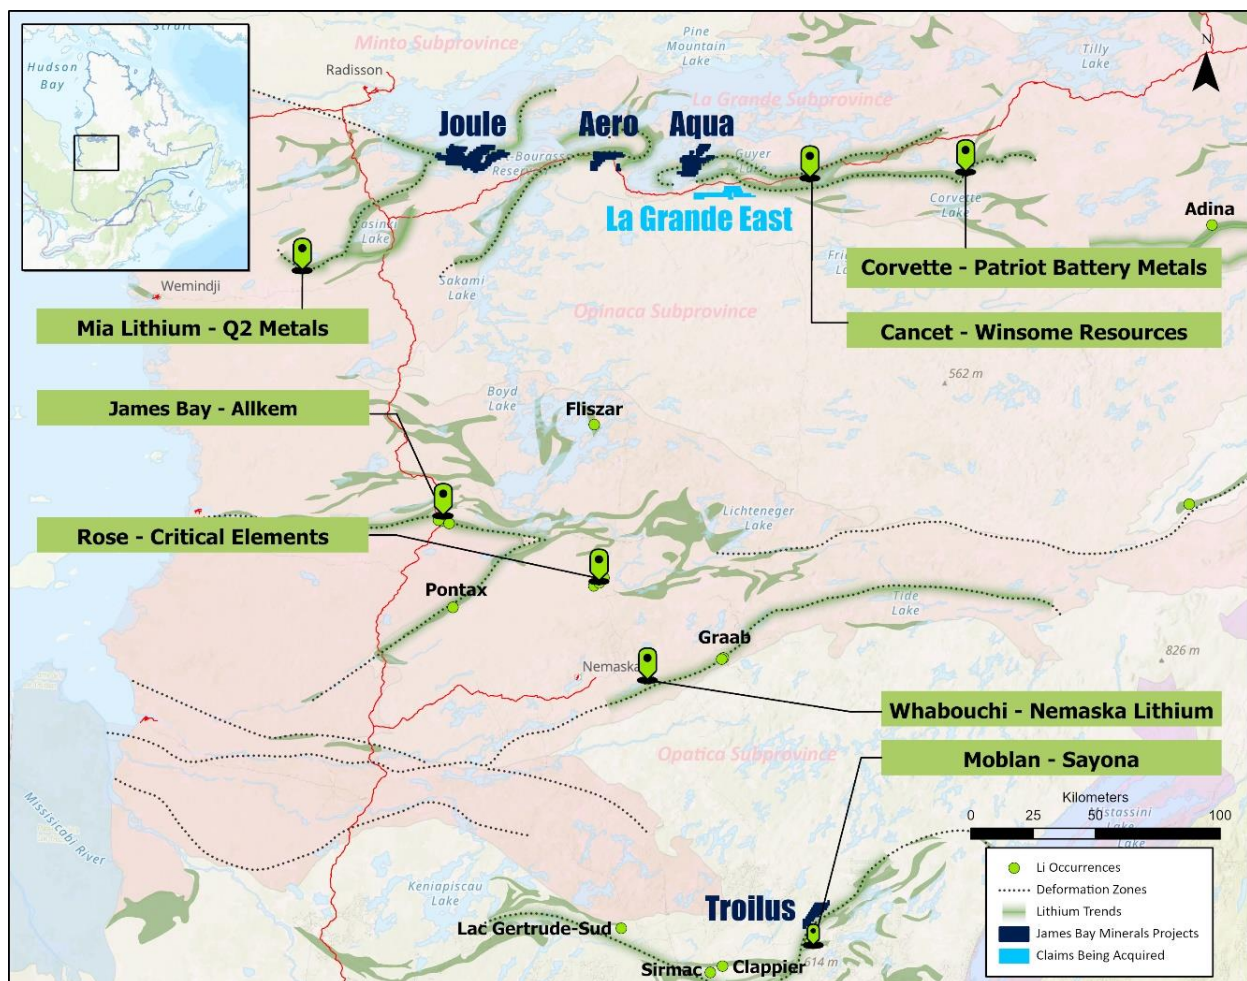 Strait
Hudson
Bay
Minto Subprovince
Pine
Mountain
Lake
Tilly
Lake
N
Radisson
La Grande Subprovince
Joule
Aero
Aqua
Guyer
La Grande East
Corvette
Lake
Adina
Sakami
Lake
Wemindji
Corvette - Patriot Battery Metals
Mia Lithium - Q2 Metals
Opinaca Subprovince
Cancet - Winsome Resources
562 m
Boyd
Lake
James Bay - Allkem
Fliszar
Lichteneger
Lake
Rose - Critical Elements
Pontax
Tide
Lake
Graab
Nemaska
826 m
Whabouchi - Nemaska Lithium
Opatica Subprovince
Moblan - Sayona
Missisicabi River
Kilometers
0 25 50 100
Lake
Keniapiscau
Lake
Troilus
Lac Gertrude-Sud
Sirmac
Clappier
614 m
Li Occurrences
Deformation Zones
Lithium Trends
James Bay Minerals Projects
Claims Being Acquired